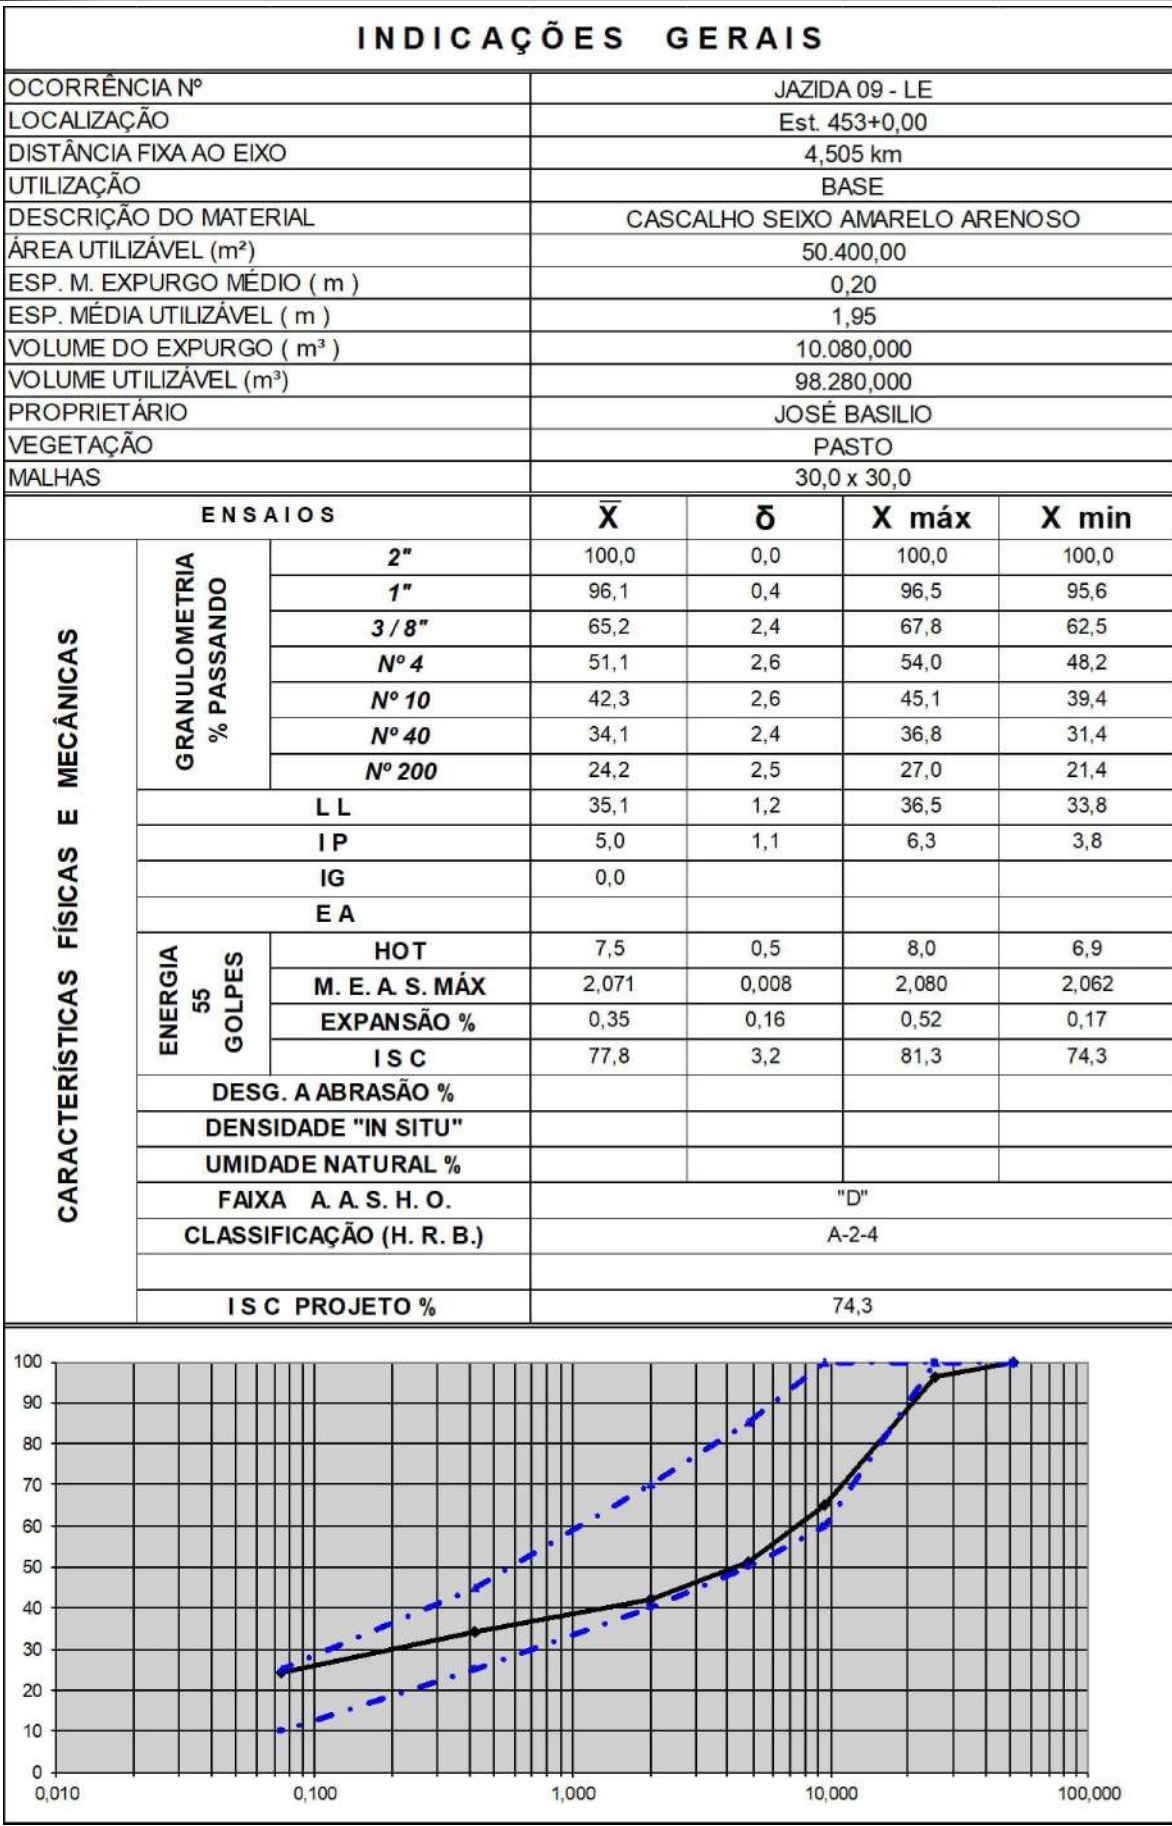 INDICAÇÕES GERAIS
OCORRÊNCIA Nº JAZIDA 09 - LE
LOCALIZAÇÃO Est. 453+0,00
DISTÂNCIA FIXA AO EIXO 4,505 km
UTILIZAÇÃO BASE
DESCRIÇÃO DO MATERIAL CASCALHO SEIXO AMARELO ARENOSO
ÁREA UTILIZÁVEL (m²) 50.400,00
ESP. M. EXPURGO MÉDIO ( m ) 0,20
ESP. MÉDIA UTILIZÁVEL ( m ) 1,95
VOLUME DO EXPURGO ( m³ ) 10.080,000
VOLUME UTILIZÁVEL (m³) 98.280,000
PROPRIETÁRIO JOSÉ BASILIO
VEGETAÇÃO PASTO
MALHAS 30,0 x 30,0
ENSAIOS X̅ δ X máx X min
CARACTERÍSTICAS FÍSICAS E MECÂNICAS
GRANULOMETRIA
% PASSANDO
2" 100,0 0,0 100,0 100,0
1" 96,1 0,4 96,5 95,6
3 / 8" 65,2 2,4 67,8 62,5
Nº 4 51,1 2,6 54,0 48,2
Nº 10 42,3 2,6 45,1 39,4
Nº 40 34,1 2,4 36,8 31,4
Nº 200 24,2 2,5 27,0 21,4
L L 35,1 1,2 36,5 33,8
I P 5,0 1,1 6,3 3,8
IG 0,0
E A
ENERGIA
55
GOLPES
HOT 7,5 0,5 8,0 6,9
M. E. A. S. MÁX 2,071 0,008 2,080 2,062
EXPANSÃO % 0,35 0,16 0,52 0,17
I S C 77,8 3,2 81,3 74,3
DESG. A ABRASÃO %
DENSIDADE "IN SITU"
UMIDADE NATURAL %
FAIXA A. A. S. H. O. "D"
CLASSIFICAÇÃO (H. R. B.) A-2-4
I S C PROJETO % 74,3
100
90
80
70
60
50
40
30
20
10
0
0,010 0,100 1,000 10,000 100,000